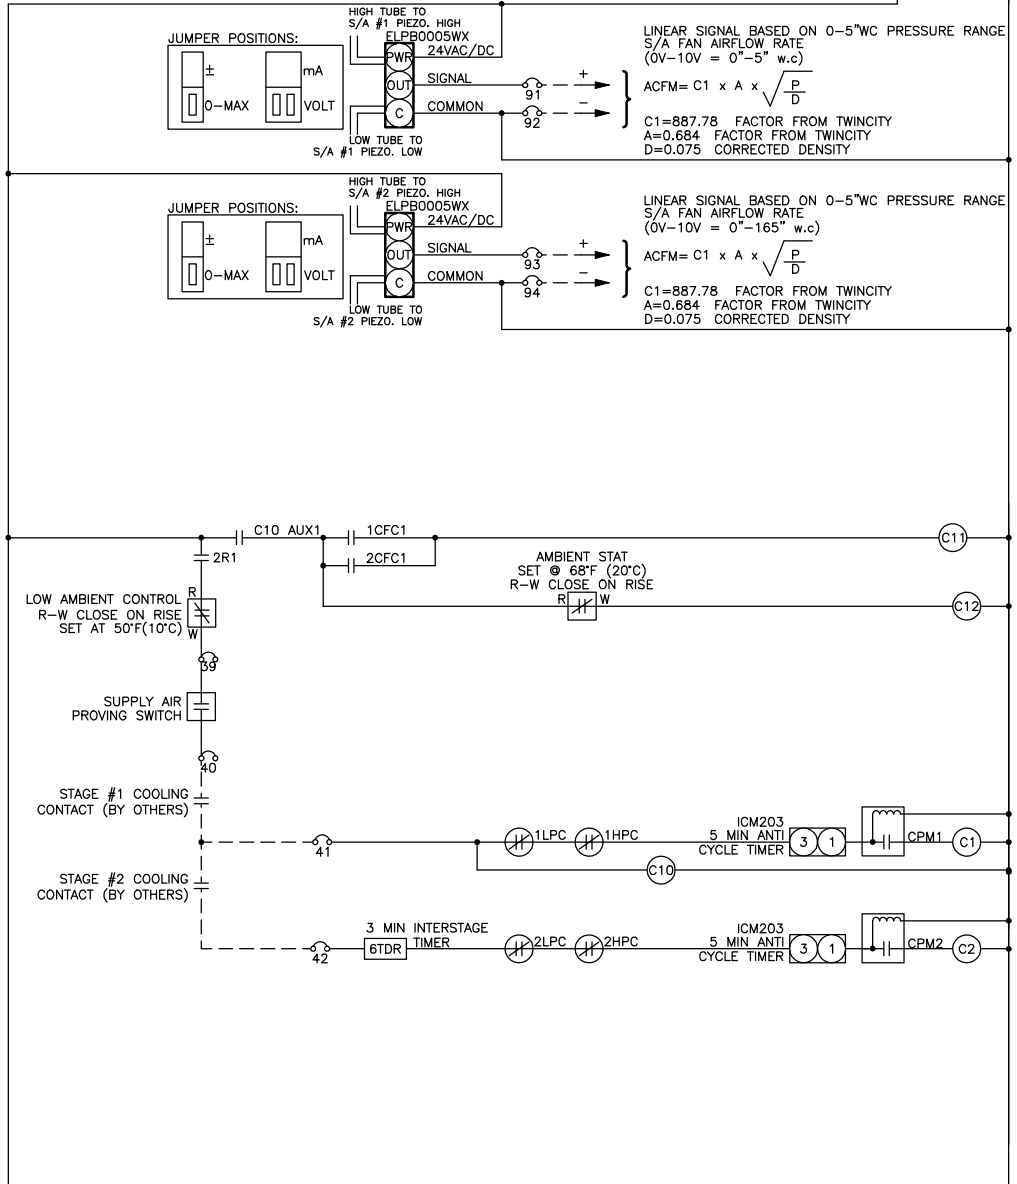 HIGH TUBE TO
S/A #1 PIEZO. HIGH
ELPB0005WX
JUMPER POSITIONS:
±
mA
0-MAX
VOLT
PWR
24VAC/DC
OUT
SIGNAL
C
COMMON
91
+
92
−
LOW TUBE TO
S/A #1 PIEZO. LOW
LINEAR SIGNAL BASED ON 0-5"WC PRESSURE RANGE
S/A FAN AIRFLOW RATE
(0V-10V = 0"-5" w.c)
ACFM= C1 x A x √ P
D
C1=887.78 FACTOR FROM TWINCITY
A=0.684 FACTOR FROM TWINCITY
D=0.075 CORRECTED DENSITY
HIGH TUBE TO
S/A #2 PIEZO. HIGH
ELPB0005WX
JUMPER POSITIONS:
±
mA
0-MAX
VOLT
PWR
24VAC/DC
OUT
SIGNAL
C
COMMON
93
+
94
−
LOW TUBE TO
S/A #2 PIEZO. LOW
LINEAR SIGNAL BASED ON 0-5"WC PRESSURE RANGE
S/A FAN AIRFLOW RATE
(0V-10V = 0"-165" w.c)
ACFM= C1 x A x √ P
D
C1=887.78 FACTOR FROM TWINCITY
A=0.684 FACTOR FROM TWINCITY
D=0.075 CORRECTED DENSITY
C10 AUX1
1CFC1
C11
2CFC1
2R1
AMBIENT STAT
SET @ 68°F (20°C)
R-W CLOSE ON RISE
R
W
C12
LOW AMBIENT CONTROL
R-W CLOSE ON RISE
SET AT 50°F(10°C)
R
W
39
SUPPLY AIR
PROVING SWITCH
40
STAGE #1 COOLING
CONTACT (BY OTHERS)
41
1LPC
1HPC
ICM203
5 MIN ANTI
CYCLE TIMER
3
1
CPM1
C1
C10
STAGE #2 COOLING
CONTACT (BY OTHERS)
42
3 MIN INTERSTAGE
TIMER
6TDR
2LPC
2HPC
ICM203
5 MIN ANTI
CYCLE TIMER
3
1
CPM2
C2